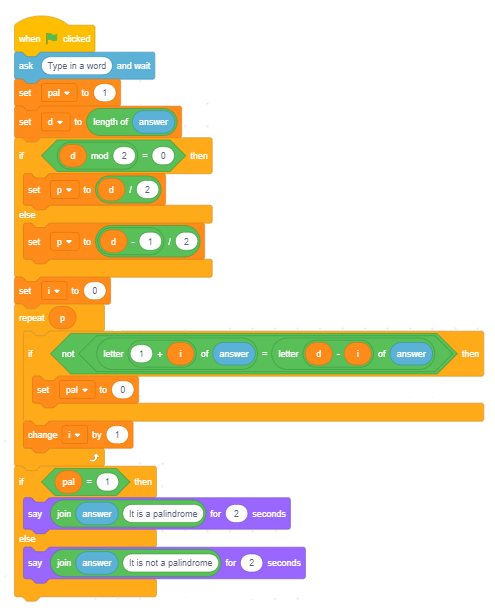 when clicked
ask Type in a word and wait
set pal to 1
set d to length of answer
if d mod 2 = 0 then
set p to d / 2
else
set p to d - 1 / 2
set i to 0
repeat p
if not letter 1 + i of answer = letter d - i of answer then
set pal to 0
change i by 1
if pal = 1 then
say join answer It is a palindrome for 2 seconds
else
say join answer It is not a palindrome for 2 seconds